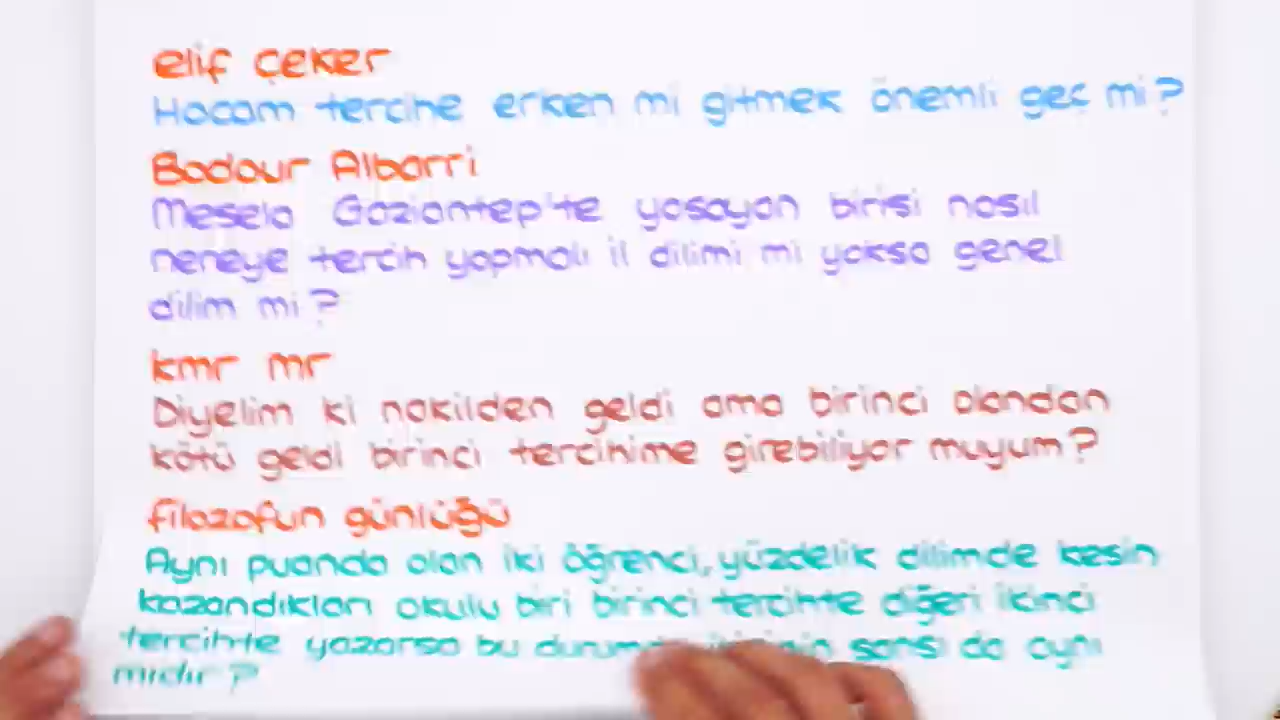 elif çeker
Hocam tercihe erken mi gitmek önemli geç mi?
Badour Albarri
Mesela Gaziantep'te yaşayan birisi nasıl
nereye tercih yapmalı il dilimi mi yoksa genel
dilim mi?
kmr mr
Diyelim ki nakilden geldi ama birinci olandan
kötü geldi birinci tercihime girebiliyor muyum?
filozofun günlüğü
Aynı puanda olan iki öğrenci, yüzdelik dilimde kesin
kazandıkları okulu biri birinci tercihte diğeri ikinci
tercihte yazarsa bu şansı da aynı
mıdır?